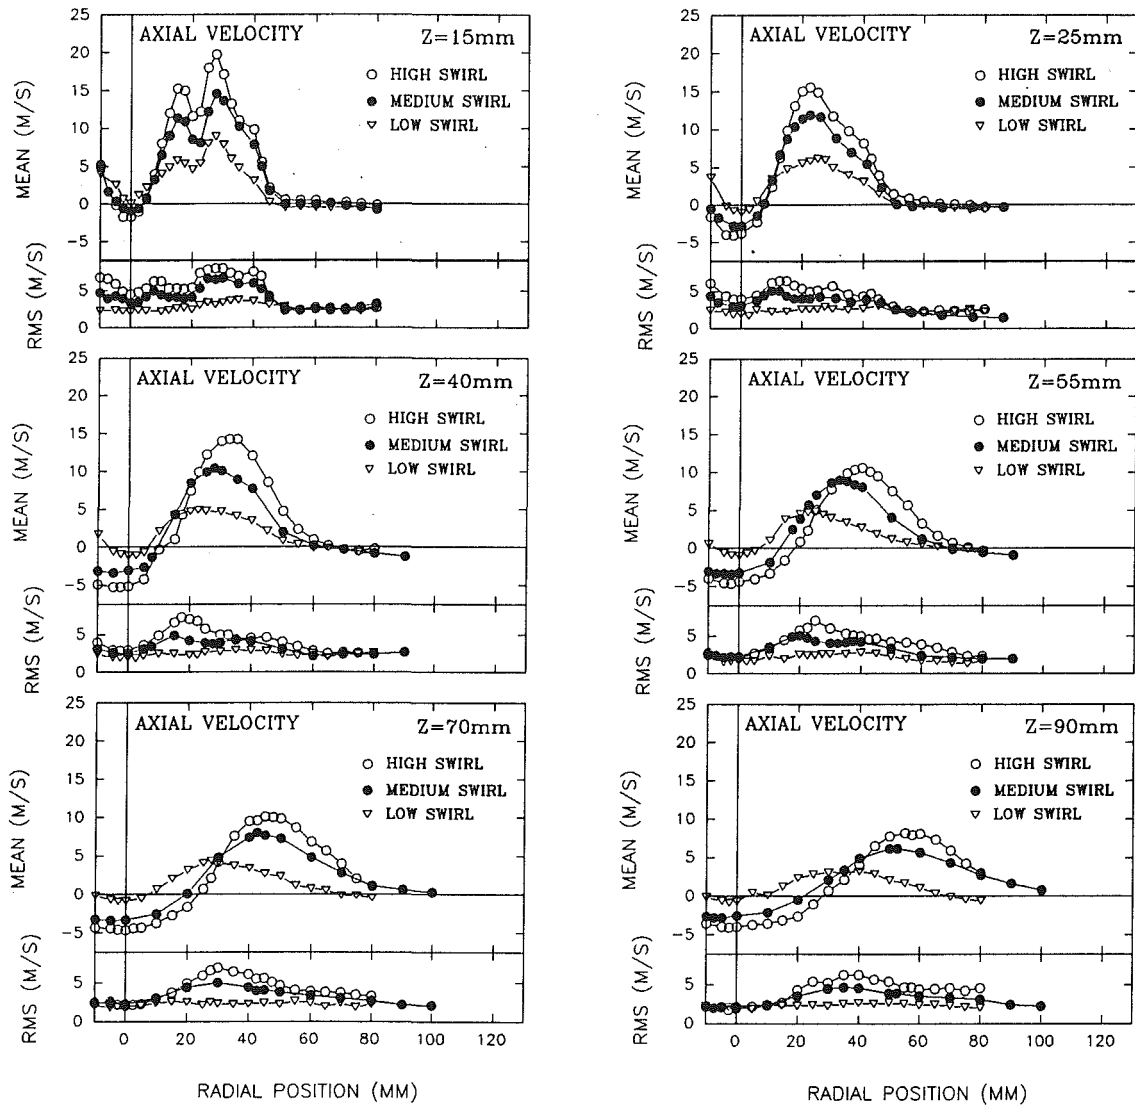 AXIAL VELOCITY Z=15mm
HIGH SWIRL
MEDIUM SWIRL
LOW SWIRL
MEAN (M/S)
25
20
15
10
5
0
−5
RMS (M/S)
5
0
AXIAL VELOCITY Z=25mm
HIGH SWIRL
MEDIUM SWIRL
LOW SWIRL
MEAN (M/S)
25
20
15
10
5
0
−5
RMS (M/S)
5
0
AXIAL VELOCITY Z=40mm
HIGH SWIRL
MEDIUM SWIRL
LOW SWIRL
MEAN (M/S)
25
20
15
10
5
0
−5
RMS (M/S)
5
0
AXIAL VELOCITY Z=55mm
HIGH SWIRL
MEDIUM SWIRL
LOW SWIRL
MEAN (M/S)
25
20
15
10
5
0
−5
RMS (M/S)
5
0
AXIAL VELOCITY Z=70mm
HIGH SWIRL
MEDIUM SWIRL
LOW SWIRL
MEAN (M/S)
25
20
15
10
5
0
−5
RMS (M/S)
5
0
0 20 40 60 80 100 120
RADIAL POSITION (MM)
AXIAL VELOCITY Z=90mm
HIGH SWIRL
MEDIUM SWIRL
LOW SWIRL
MEAN (M/S)
25
20
15
10
5
0
−5
RMS (M/S)
5
0
0 20 40 60 80 100 120
RADIAL POSITION (MM)